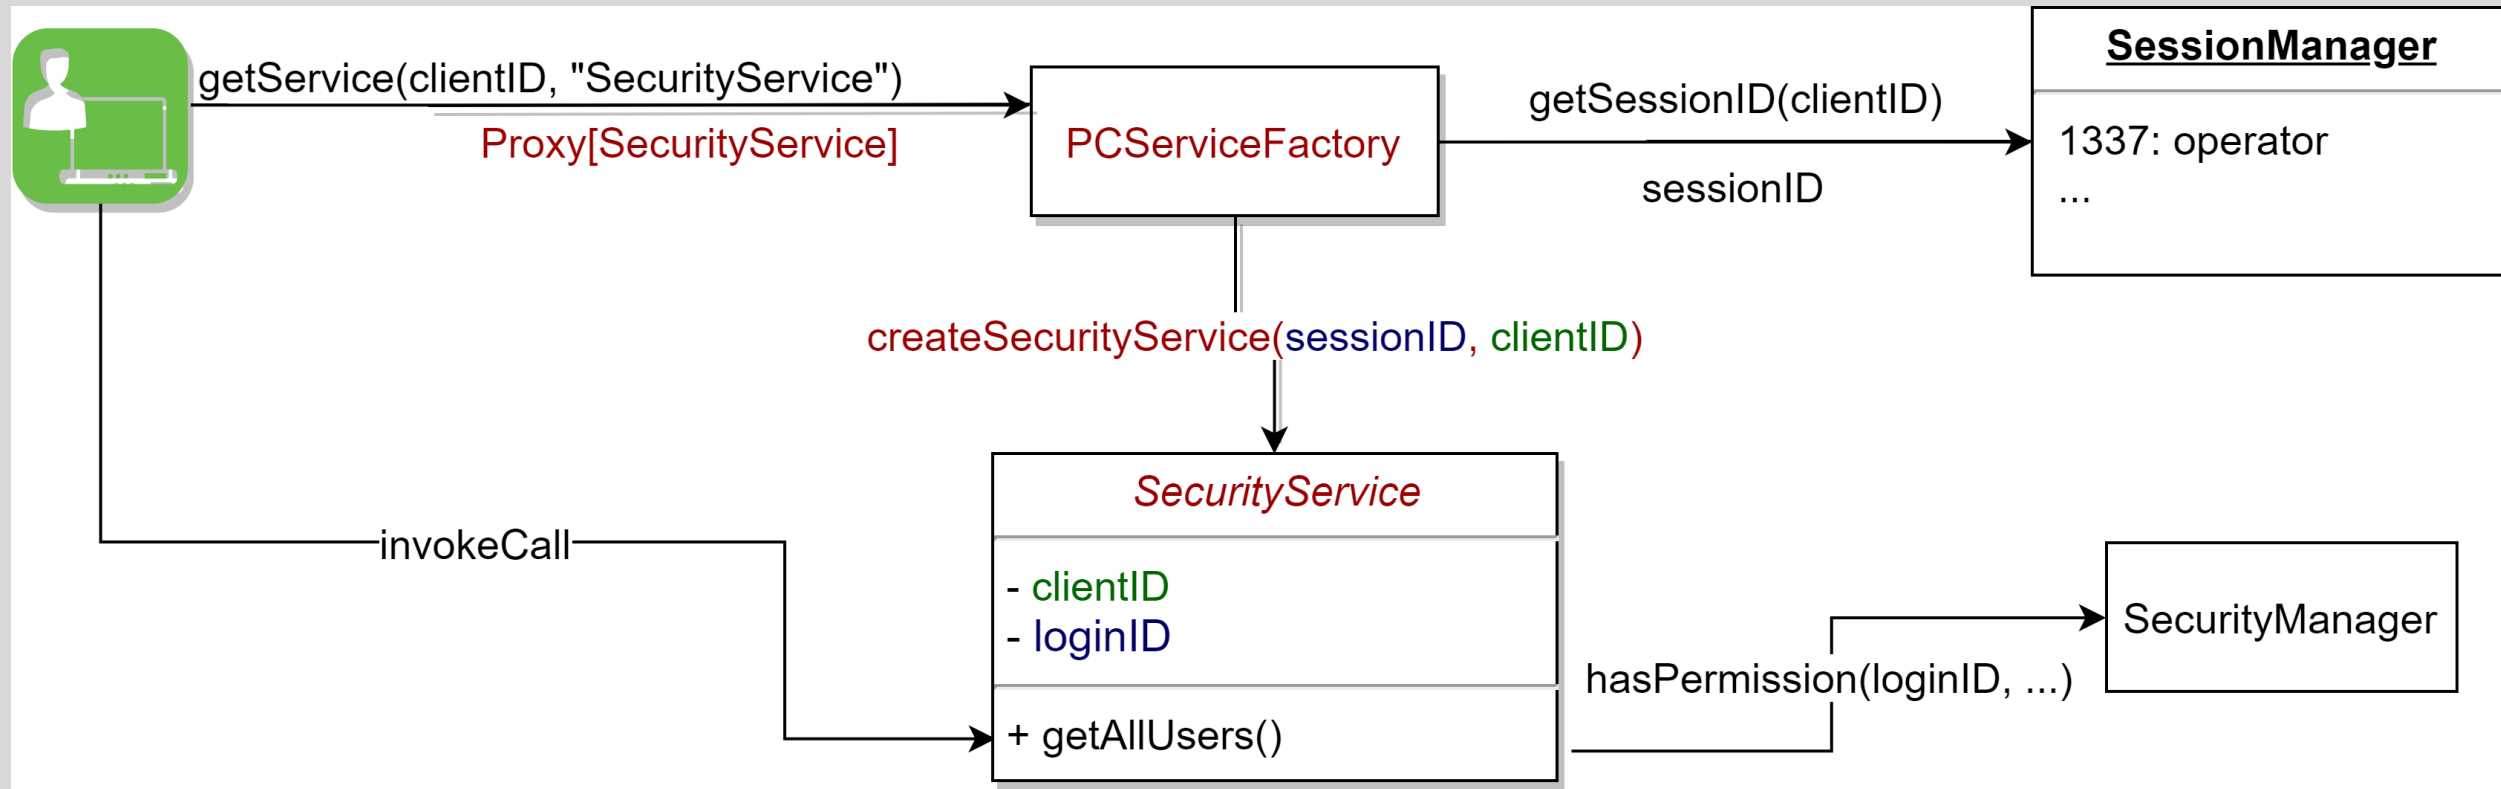 getService(clientID, "SecurityService")
Proxy[SecurityService]
PCServiceFactory
getSessionID(clientID)
sessionID
SessionManager
1337: operator
...
createSecurityService(sessionID, clientID)
invokeCall
SecurityService
- clientID
- loginID
+ getAllUsers()
hasPermission(loginID, ...)
SecurityManager